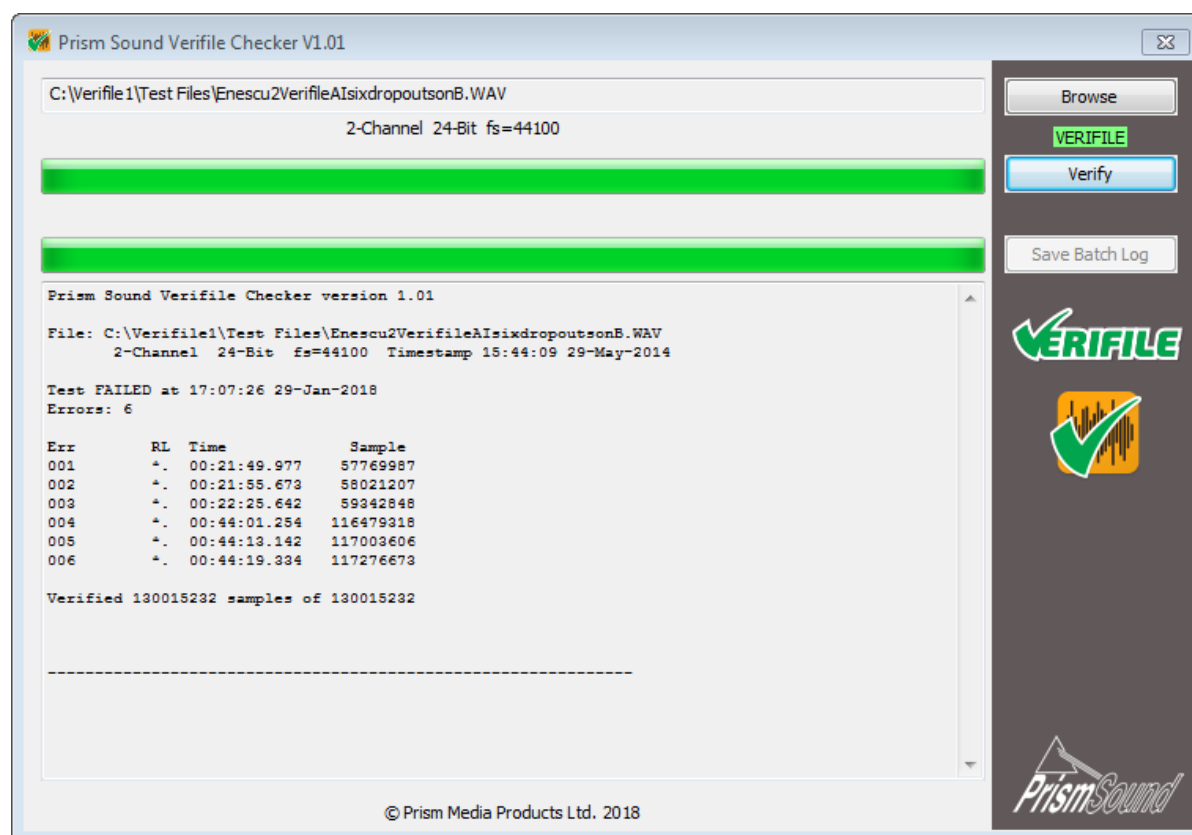 Prism Sound Verifile Checker V1.01
C:\Verifile1\Test Files\Enescu2VerifileAIsixdropoutsonB.WAV
Browse
2-Channel 24-Bit fs=44100
VERIFILE
Verify
Save Batch Log
Prism Sound Verifile Checker version 1.01
File: C:\Verifile1\Test Files\Enescu2VerifileAIsixdropoutsonB.WAV
2-Channel 24-Bit fs=44100 Timestamp 15:44:09 29-May-2014
VERIFILE
Test FAILED at 17:07:26 29-Jan-2018
Errors: 6
Err RL Time Sample
001 *. 00:21:49.977 57769987
002 *. 00:21:55.673 58021207
003 *. 00:22:25.642 59342848
004 *. 00:44:01.254 116479318
005 *. 00:44:13.142 117003606
006 *. 00:44:19.334 117276673
Verified 130015232 samples of 130015232
--------------------------------------------------------------
PrismSound
© Prism Media Products Ltd. 2018